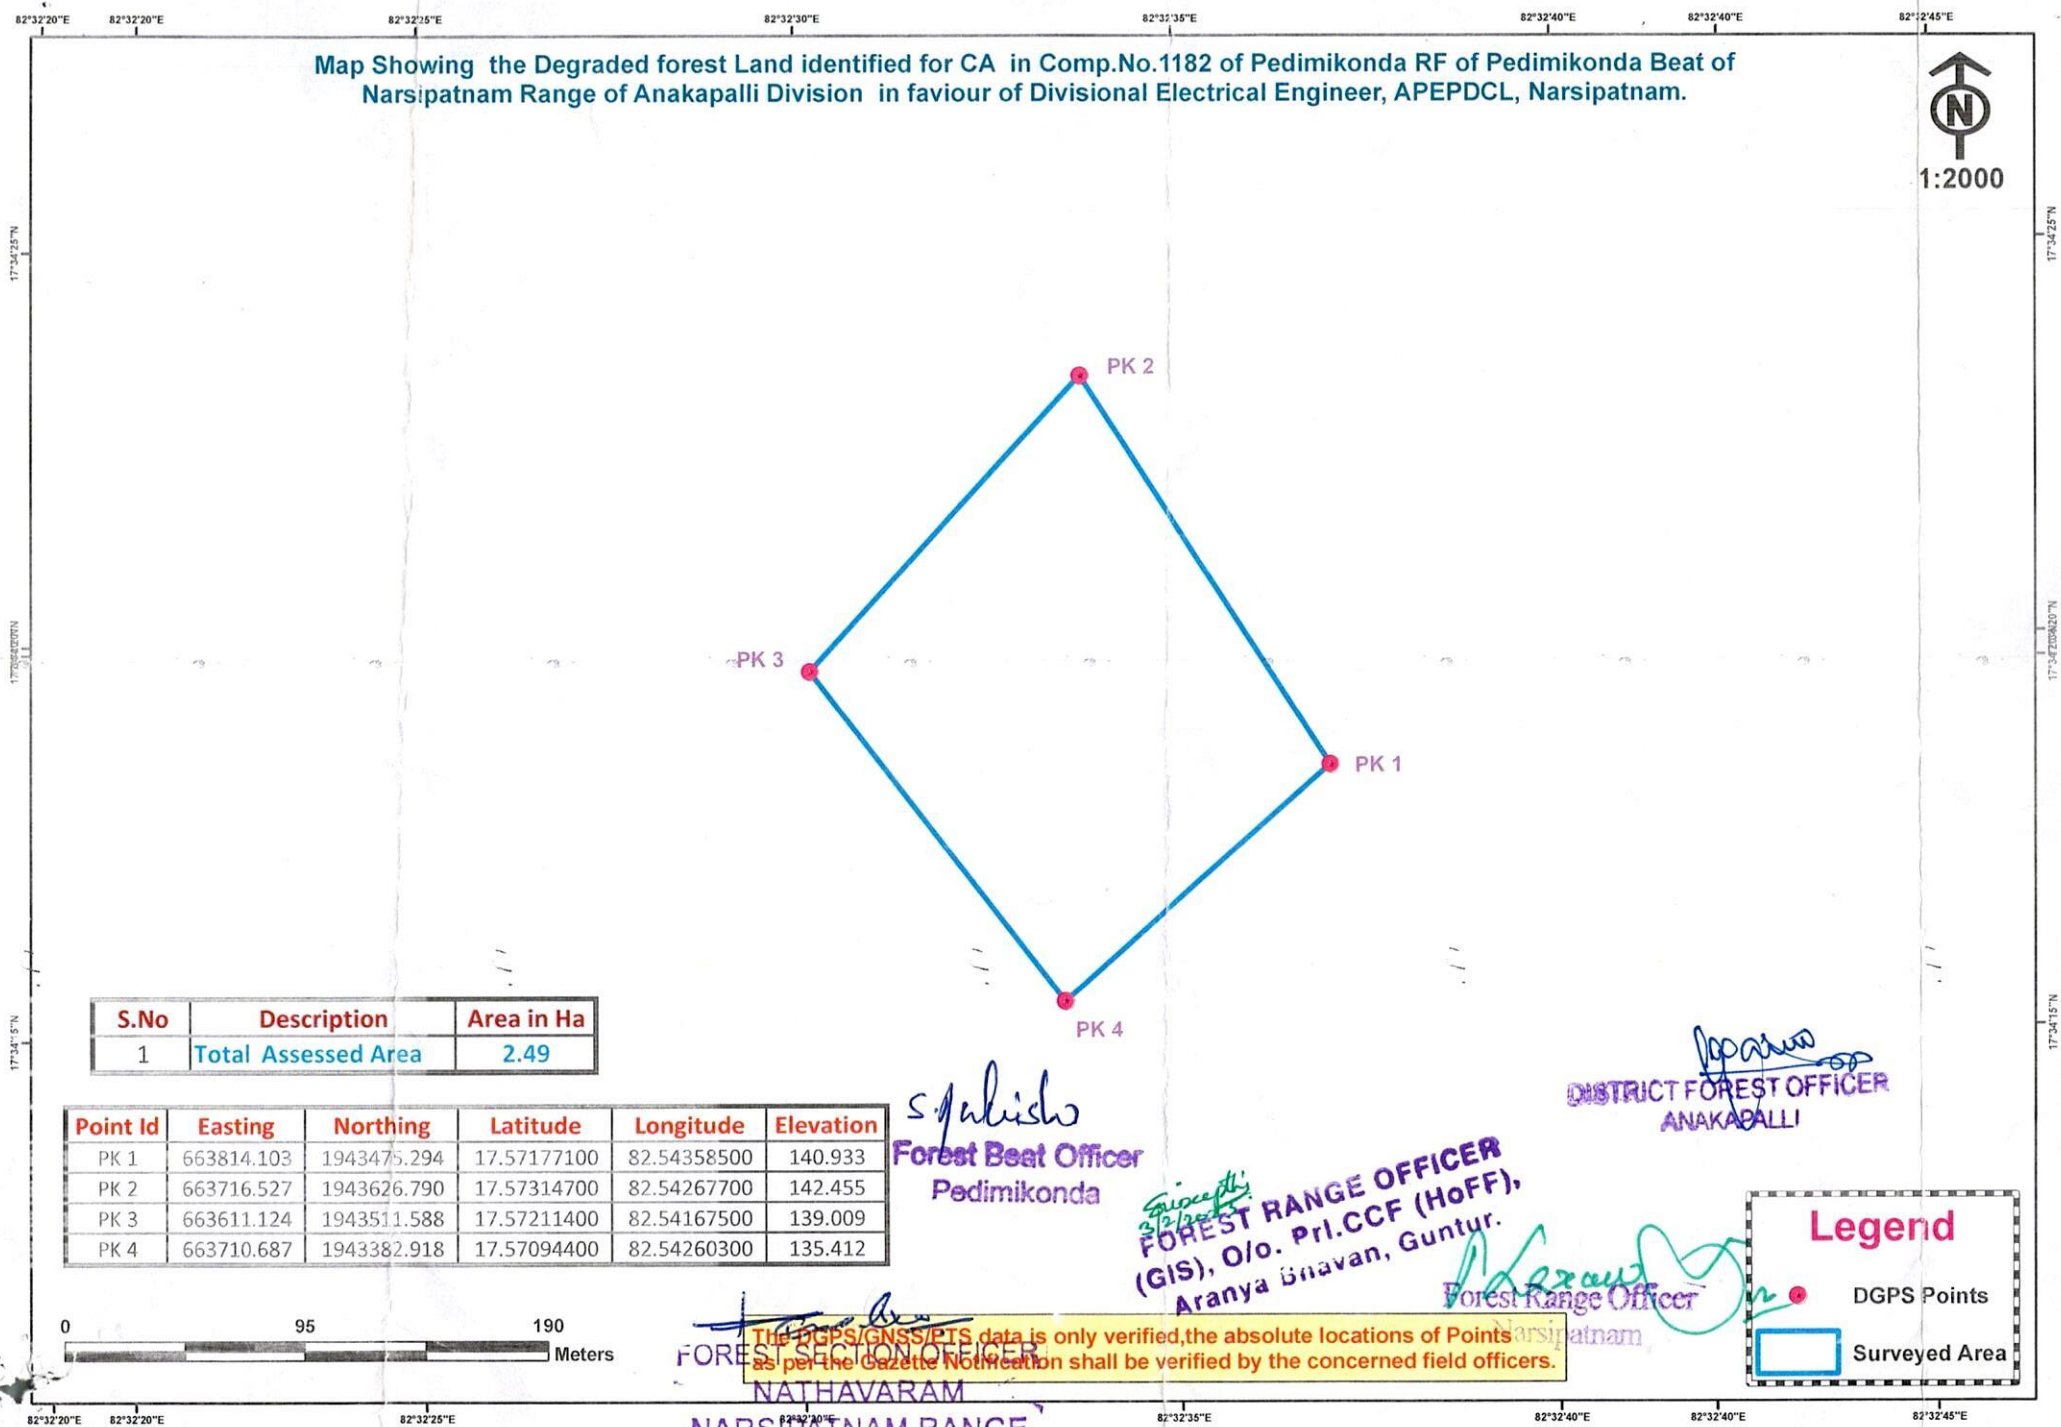 82°32'20"E 82°32'20"E 82°32'25"E 82°32'30"E 82°32'35"E 82°32'40"E 82°32'40"E 82°32'45"E
Map Showing the Degraded forest Land identified for CA in Comp.No.1182 of Pedimikonda RF of Pedimikonda Beat of
Narsipatnam Range of Anakapalli Division in faviour of Divisional Electrical Engineer, APEPDCL, Narsipatnam.
N
1:2000
17°34'25"N 17°34'25"N
PK 2
PK 3
PK 1
PK 4
17°34'15"N 17°34'15"N
S.No Description Area in Ha
1 Total Assessed Area 2.49
Point Id Easting Northing Latitude Longitude Elevation
PK 1 663814.103 1943475.294 17.57177100 82.54358500 140.933
PK 2 663716.527 1943626.790 17.57314700 82.54267700 142.455
PK 3 663611.124 1943511.588 17.57211400 82.54167500 139.009
PK 4 663710.687 1943382.918 17.57094400 82.54260300 135.412
Forest Beat Officer
Pedimikonda
DISTRICT FOREST OFFICER
ANAKAPALLI
FOREST RANGE OFFICER
(GIS), O/o. Prl.CCF (HoFF),
Aranya Bhavan, Guntur.
Forest Range Officer
Narsipatnam
Legend
DGPS Points
Surveyed Area
0 95 190
Meters
The DGPS/GNSS/ETS data is only verified,the absolute locations of Points
as per the Gazette Notification shall be verified by the concerned field officers.
FOREST SECTION OFFICER
NATHAVARAM
NARSIPATNAM RANGE
82°32'20"E 82°32'20"E 82°32'25"E 82°32'30"E 82°32'35"E 82°32'40"E 82°32'40"E 82°32'45"E